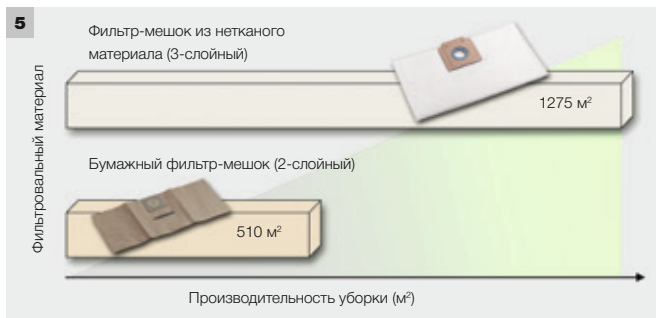 5
Фильтр-мешок из нетканого
материала (3-слойный)
1275 м²
Фильтровальный материал
Бумажный фильтр-мешок (2-слойный)
510 м²
Производительность уборки (м²)